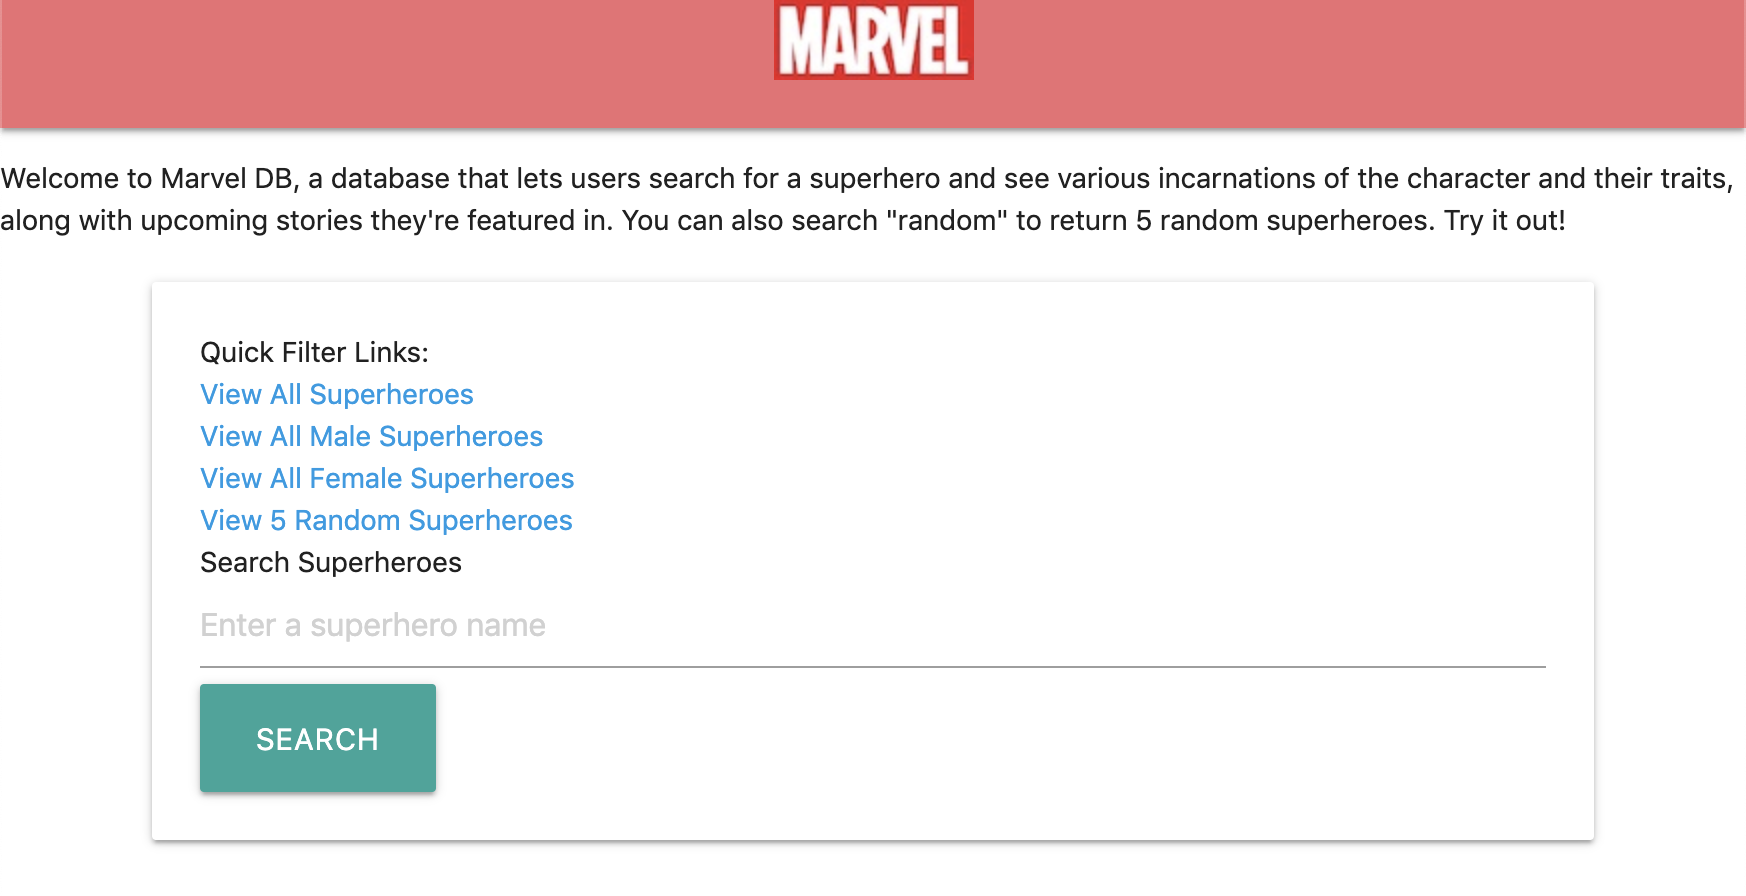 MARVEL
Welcome to Marvel DB, a database that lets users search for a superhero and see various incarnations of the character and their traits,
along with upcoming stories they're featured in. You can also search "random" to return 5 random superheroes. Try it out!
Quick Filter Links:
View All Superheroes
View All Male Superheroes
View All Female Superheroes
View 5 Random Superheroes
Search Superheroes
Enter a superhero name
SEARCH